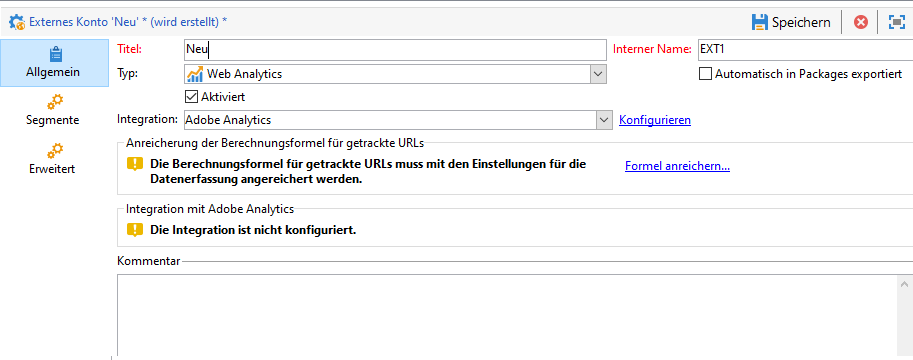 Externes Konto 'Neu' * (wird erstellt) *
Speichern
Allgemein
Segmente
Erweitert
Titel: Neu Interner Name: EXT1
Typ: Web Analytics Automatisch in Packages exportiert
Aktiviert
Integration: Adobe Analytics Konfigurieren
Anreicherung der Berechnungsformel für getrackte URLs
Die Berechnungsformel für getrackte URLs muss mit den Einstellungen für die Formel anreichern...
Datenerfassung angereichert werden.
Integration mit Adobe Analytics
Die Integration ist nicht konfiguriert.
Kommentar